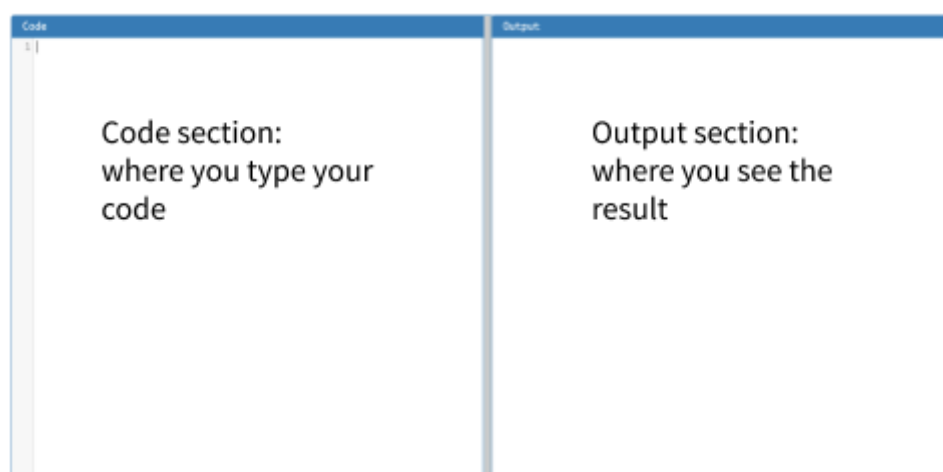 Code
Output
1
Code section:
where you type your
code
Output section:
where you see the
result